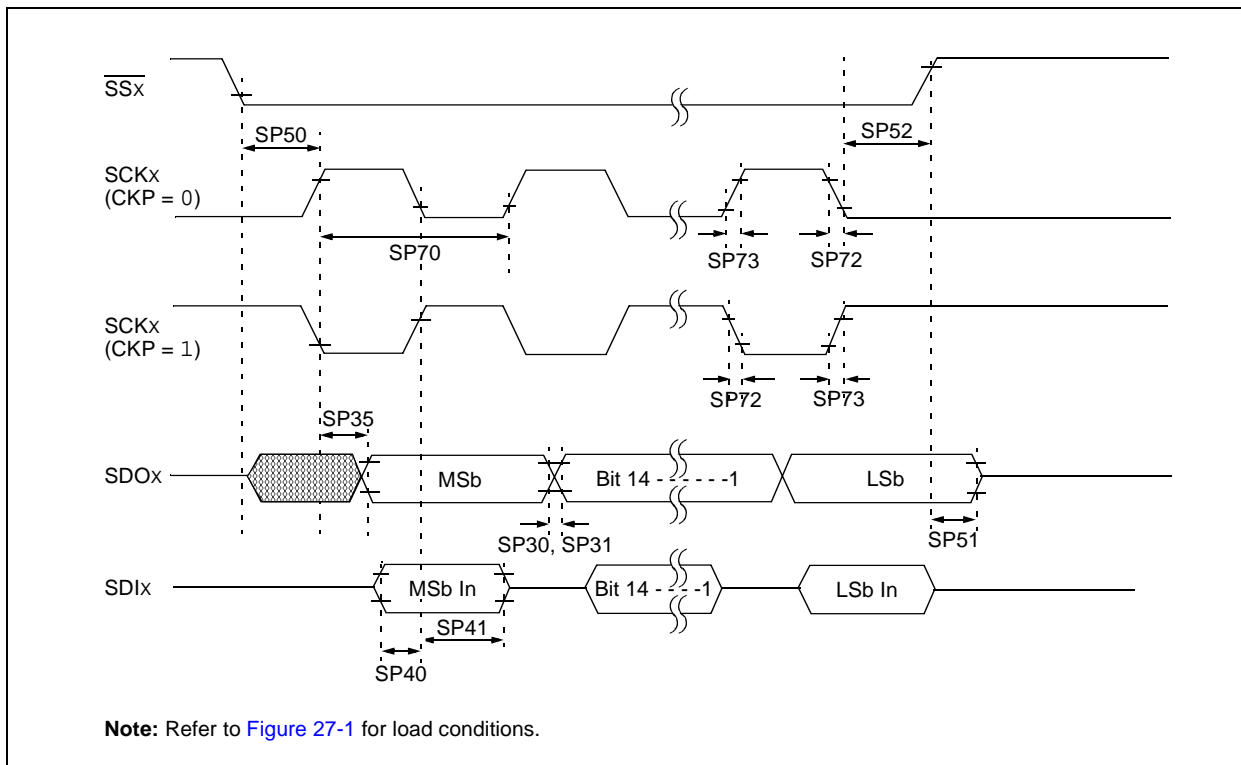 SSX
SP50
SP52
SCKX
(CKP = 0)
SP70
SP73
SP72
SCKX
(CKP = 1)
SP72
SP73
SP35
SDOX
MSb
Bit 14 - - - - - -1
LSb
SP30, SP31
SP51
SDIX
MSb In
Bit 14 - - - -1
LSb In
SP41
SP40
Note: Refer to Figure 27-1 for load conditions.